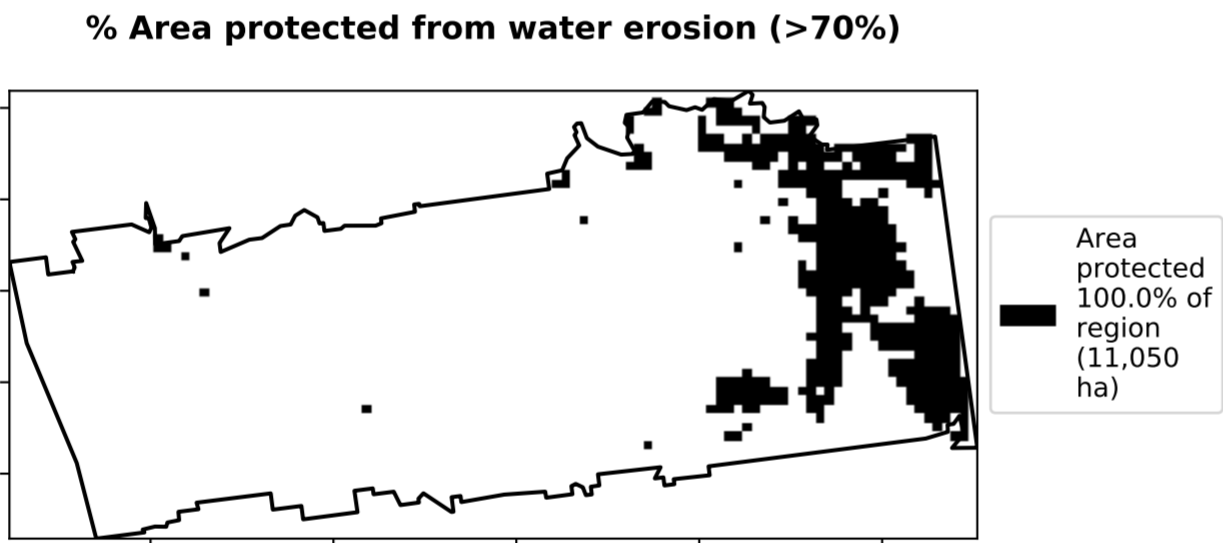 % Area protected from water erosion (>70%)
Area
protected
100.0% of
region
(11,050
ha)